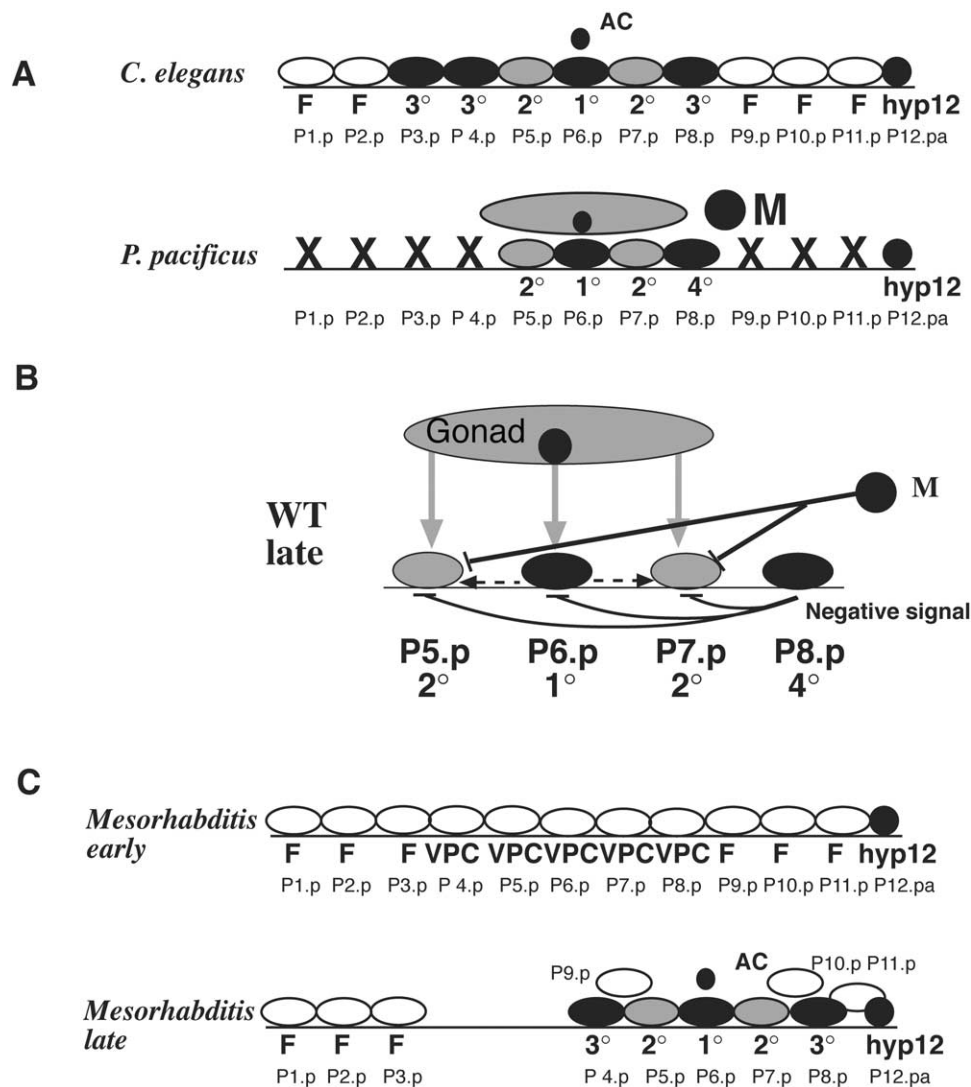 AC
A
C. elegans
F F 3° 3° 2° 1° 2° 3° F F F hyp12
P1.p P2.p P3.p P 4.p P5.p P6.p P7.p P8.p P9.p P10.p P11.p P12.pa
M
P. pacificus
X X X X X X X
2° 1° 2° 4° hyp12
P1.p P2.p P3.p P 4.p P5.p P6.p P7.p P8.p P9.p P10.p P11.p P12.pa
B
Gonad
M
WT
late
Negative signal
P5.p P6.p P7.p P8.p
2° 1° 2° 4°
C
Mesorhabditis
early
F F F VPC VPC VPC VPC VPC F F F hyp12
P1.p P2.p P3.p P 4.p P5.p P6.p P7.p P8.p P9.p P10.p P11.p P12.pa
P9.p AC P10.p P11.p
Mesorhabditis
late
F F F 3° 2° 1° 2° 3° hyp12
P1.p P2.p P3.p P 4.p P5.p P6.p P7.p P8.p P12.pa